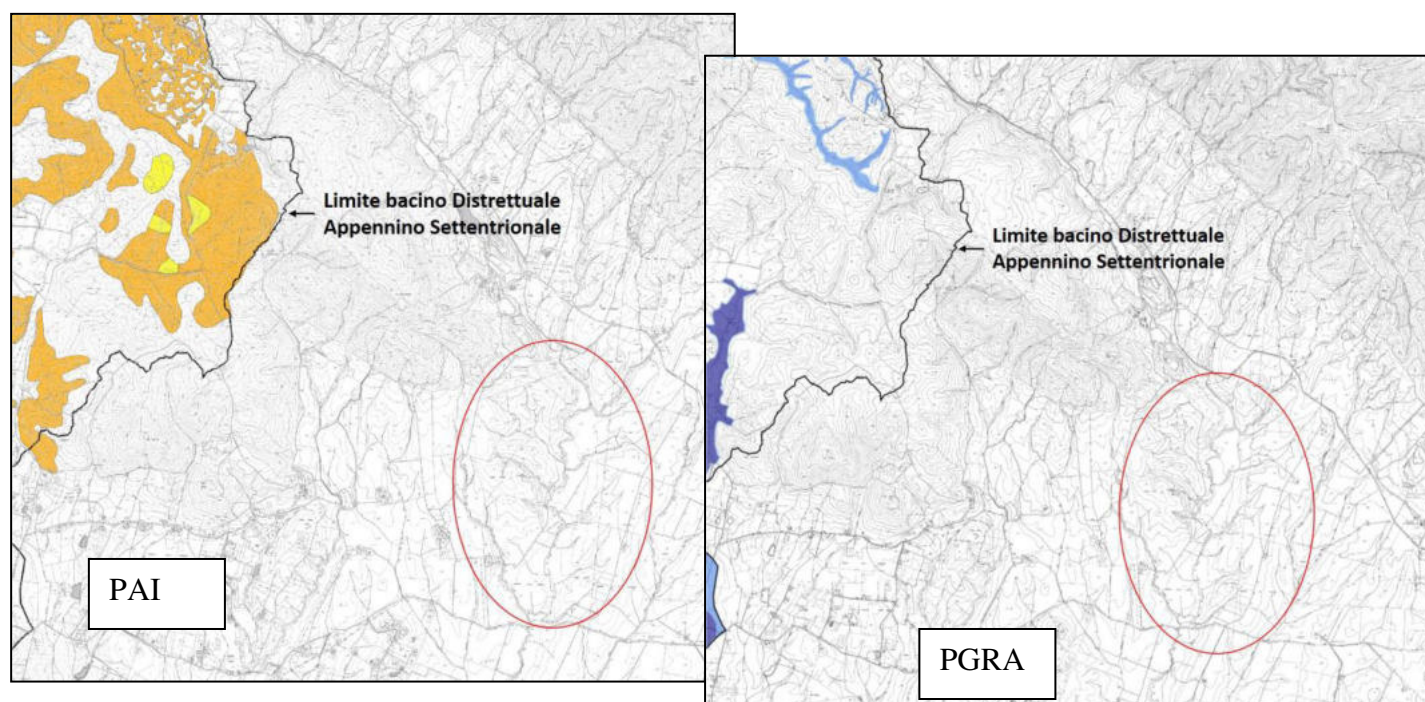 Limite bacino Distrettuale
Appennino Settentrionale
PAI
Limite bacino Distrettuale
Appennino Settentrionale
PGRA